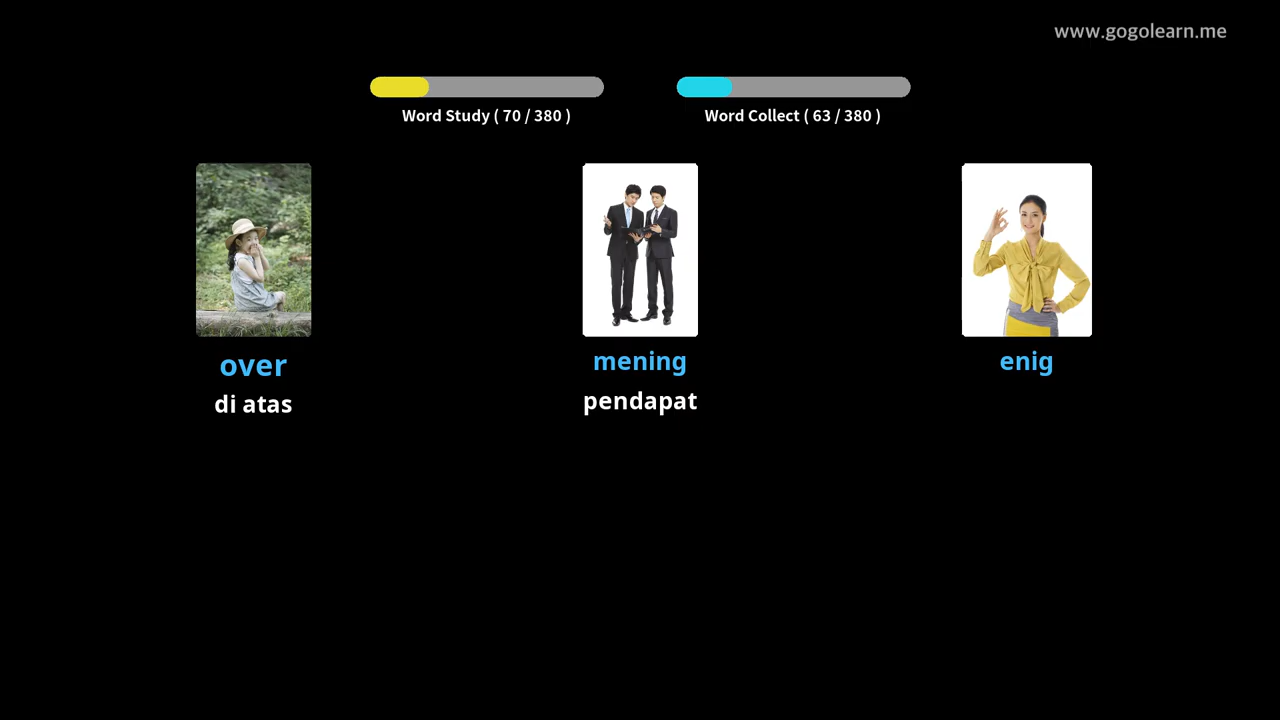 www.gogolearn.me
Word Study ( 70 / 380 )
Word Collect ( 63 / 380 )
over
mening
enig
di atas
pendapat